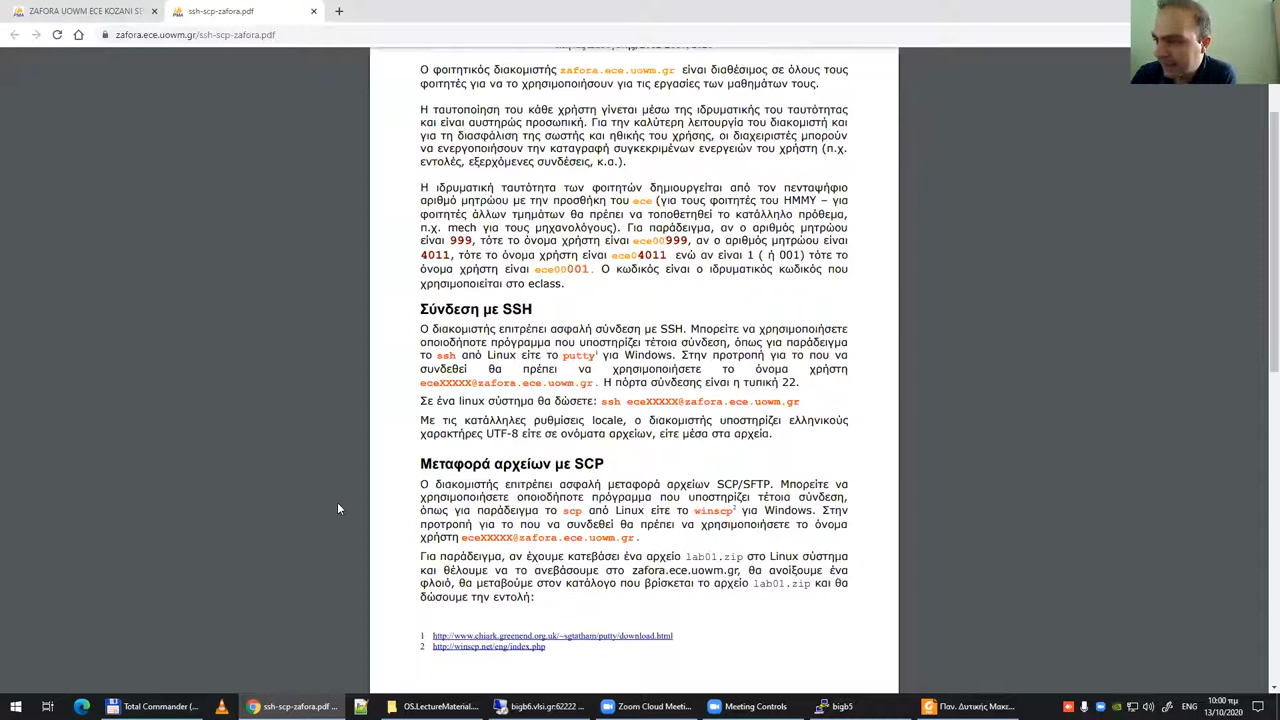 ZAFORA UOWM ECE KOZANI SE
ssh-scp-zafora.pdf
zafora.ece.uowm.gr/ssh-scp-zafora.pdf
Ο φοιτητικός διακομιστής zafora.ece.uowm.gr είναι διαθέσιμος σε όλους τους
φοιτητές για να το χρησιμοποιήσουν για τις εργασίες των μαθημάτων τους.
Η ταυτοποίηση του κάθε χρήστη γίνεται μέσω της ιδρυματικής του ταυτότητας
και είναι αυστηρώς προσωπική. Για την καλύτερη λειτουργία του διακομιστή και
για τη διασφάλιση της σωστής και ηθικής του χρήσης, οι διαχειριστές μπορούν
να ενεργοποιήσουν την καταγραφή συγκεκριμένων ενεργειών του χρήστη (π.χ.
εντολές, εξερχόμενες συνδέσεις, κ.α.).
Η ιδρυματική ταυτότητα των φοιτητών δημιουργείται από τον πενταψήφιο
αριθμό μητρώου με την προσθήκη του ece (για τους φοιτητές του ΗΜΜΥ – για
φοιτητές άλλων τμημάτων θα πρέπει να τοποθετηθεί το κατάλληλο πρόθεμα,
π.χ. mech για τους μηχανολόγους). Για παράδειγμα, αν ο αριθμός μητρώου
είναι 999, τότε το όνομα χρήστη είναι ece00999, αν ο αριθμός μητρώου είναι
4011, τότε το όνομα χρήστη είναι ece04011 ενώ αν είναι 1 ( ή 001) τότε το
όνομα χρήστη είναι ece00001. Ο κωδικός είναι ο ιδρυματικός κωδικός που
χρησιμοποιείται στο eclass.
Σύνδεση με SSH
Ο διακομιστής επιτρέπει ασφαλή σύνδεση με SSH. Μπορείτε να χρησιμοποιήσετε
οποιοδήποτε πρόγραμμα που υποστηρίζει τέτοια σύνδεση, όπως για παράδειγμα
το ssh από Linux είτε το putty1 για Windows. Στην προτροπή για το που να
συνδεθεί θα πρέπει να χρησιμοποιήσετε το όνομα χρήστη
eceXXXXX@zafora.ece.uowm.gr. Η πόρτα σύνδεσης είναι η τυπική 22.
Σε ένα linux σύστημα θα δώσετε: ssh eceXXXXX@zafora.ece.uowm.gr
Με τις κατάλληλες ρυθμίσεις locale, ο διακομιστής υποστηρίζει ελληνικούς
χαρακτήρες UTF-8 είτε σε ονόματα αρχείων, είτε μέσα στα αρχεία.
Μεταφορά αρχείων με SCP
Ο διακομιστής επιτρέπει ασφαλή μεταφορά αρχείων SCP/SFTP. Μπορείτε να
χρησιμοποιήσετε οποιοδήποτε πρόγραμμα που υποστηρίζει τέτοια σύνδεση,
όπως για παράδειγμα το scp από Linux είτε το winscp2 για Windows. Στην
προτροπή για το που να συνδεθεί θα πρέπει να χρησιμοποιήσετε το όνομα
χρήστη eceXXXXX@zafora.ece.uowm.gr.
Για παράδειγμα, αν έχουμε κατεβάσει ένα αρχείο lab01.zip στο Linux σύστημα
και θέλουμε να το ανεβάσουμε στο zafora.ece.uowm.gr, θα ανοίξουμε ένα
φλοιό, θα μεταβούμε στον κατάλογο που βρίσκεται το αρχείο lab01.zip και θα
δώσουμε την εντολή:
1 http://www.chiark.greenend.org.uk/~sgtatham/putty/download.html
2 http://winscp.net/eng/index.php
Total Commander (... ssh-scp-zafora.pdf ... OS.LectureMaterial... bigb6.vlsi.gr:62222 ... Zoom Cloud Meeti... Meeting Controls bigb5 Παν. Δυτικής Μακε... ENG 10:00 πμ
13/10/2020